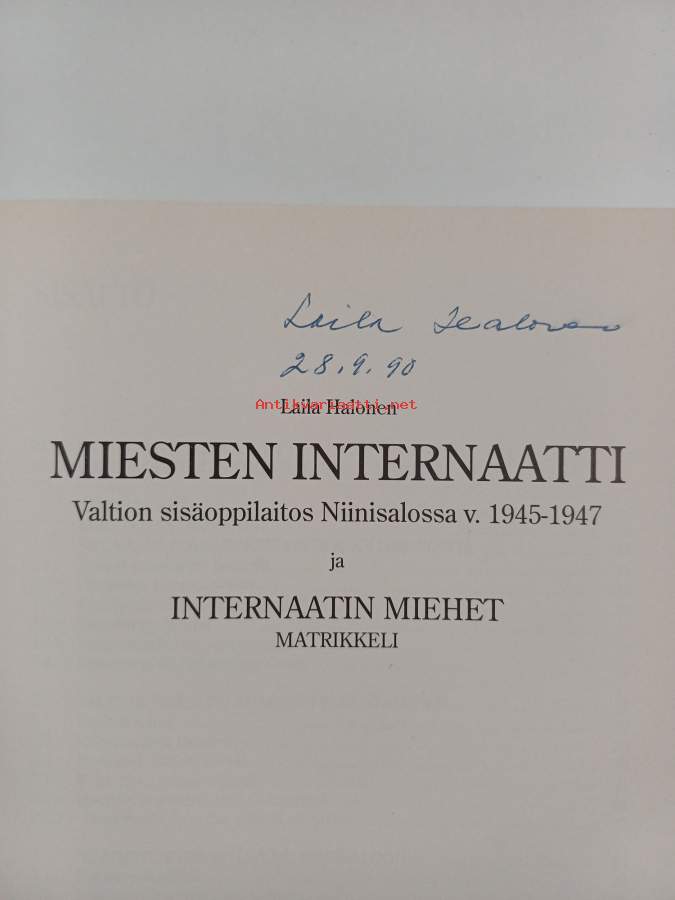 Laila Halonen
28.9.90
Antikvariaatti.net
Laila Halonen
MIESTEN INTERNAATTI
Valtion sisäoppilaitos Niinisalossa v. 1945-1947
ja
INTERNAATIN MIEHET
MATRIKKELI